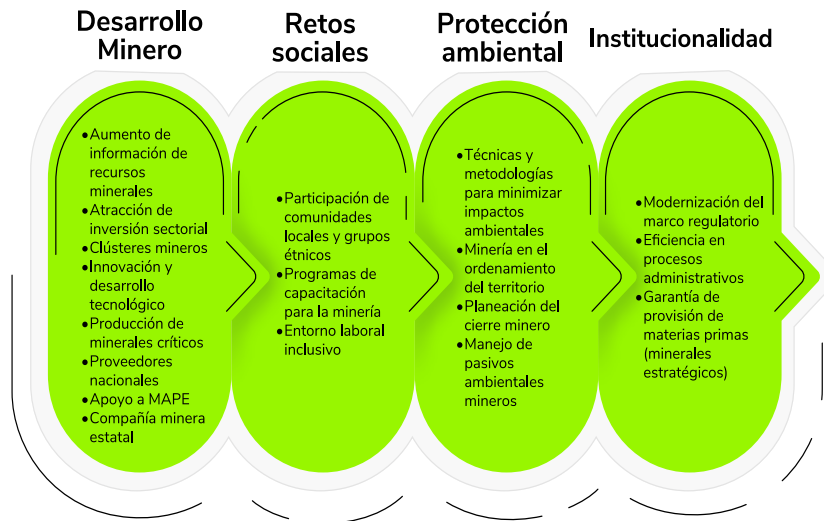 Desarrollo
Minero
•Aumento de
información de
recursos
minerales
•Atracción de
inversión sectorial
•Clústeres mineros
•Innovación y
desarrollo
tecnológico
•Producción de
minerales críticos
•Proveedores
nacionales
•Apoyo a MAPE
•Compañía minera
estatal
Retos
sociales
•Participación de
comunidades
locales y grupos
étnicos
•Programas de
capacitación
para la minería
•Entorno laboral
inclusivo
Protección
ambiental
•Técnicas y
metodologías
para minimizar
impactos
ambientales
•Minería en el
ordenamiento
del territorio
•Planeación del
cierre minero
•Manejo de
pasivos
ambientales
mineros
Institucionalidad
•Modernización del
marco regulatorio
•Eficiencia en
procesos
administrativos
•Garantía de
provisión de
materias primas
(minerales
estratégicos)